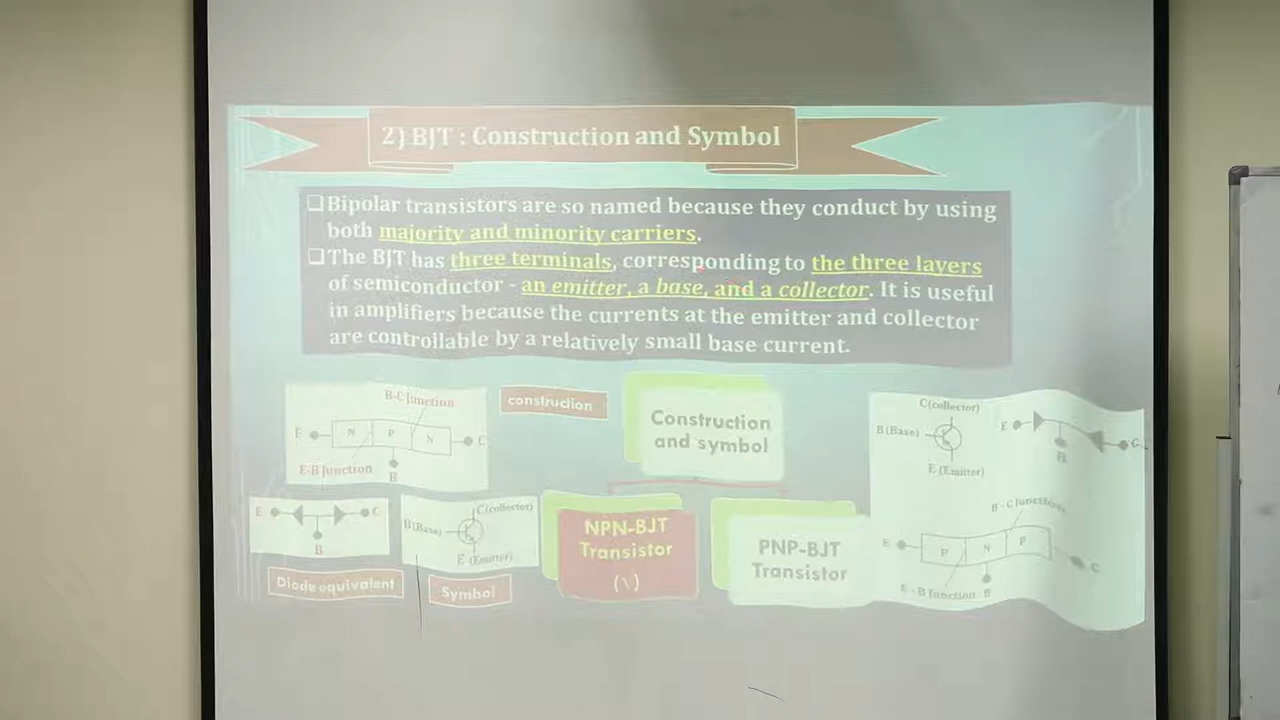 2) BJT : Construction and Symbol
❑Bipolar transistors are so named because they conduct by using
both majority and minority carriers.
❑The BJT has three terminals, corresponding to the three layers
of semiconductor - an emitter, a base, and a collector. It is useful
in amplifiers because the currents at the emitter and collector
are controllable by a relatively small base current.
B-C Junction
E N P N C
E-B Junction
B
construction
Construction
and symbol
C(collector)
B(Base)
E (Emitter)
E C
B
E C
B
Diode equivalent
C(collector)
B(Base)
E (Emitter)
Symbol
NPN-BJT
Transistor
(١)
PNP-BJT
Transistor
B - C Junction
E P N P C
E - B Junction B